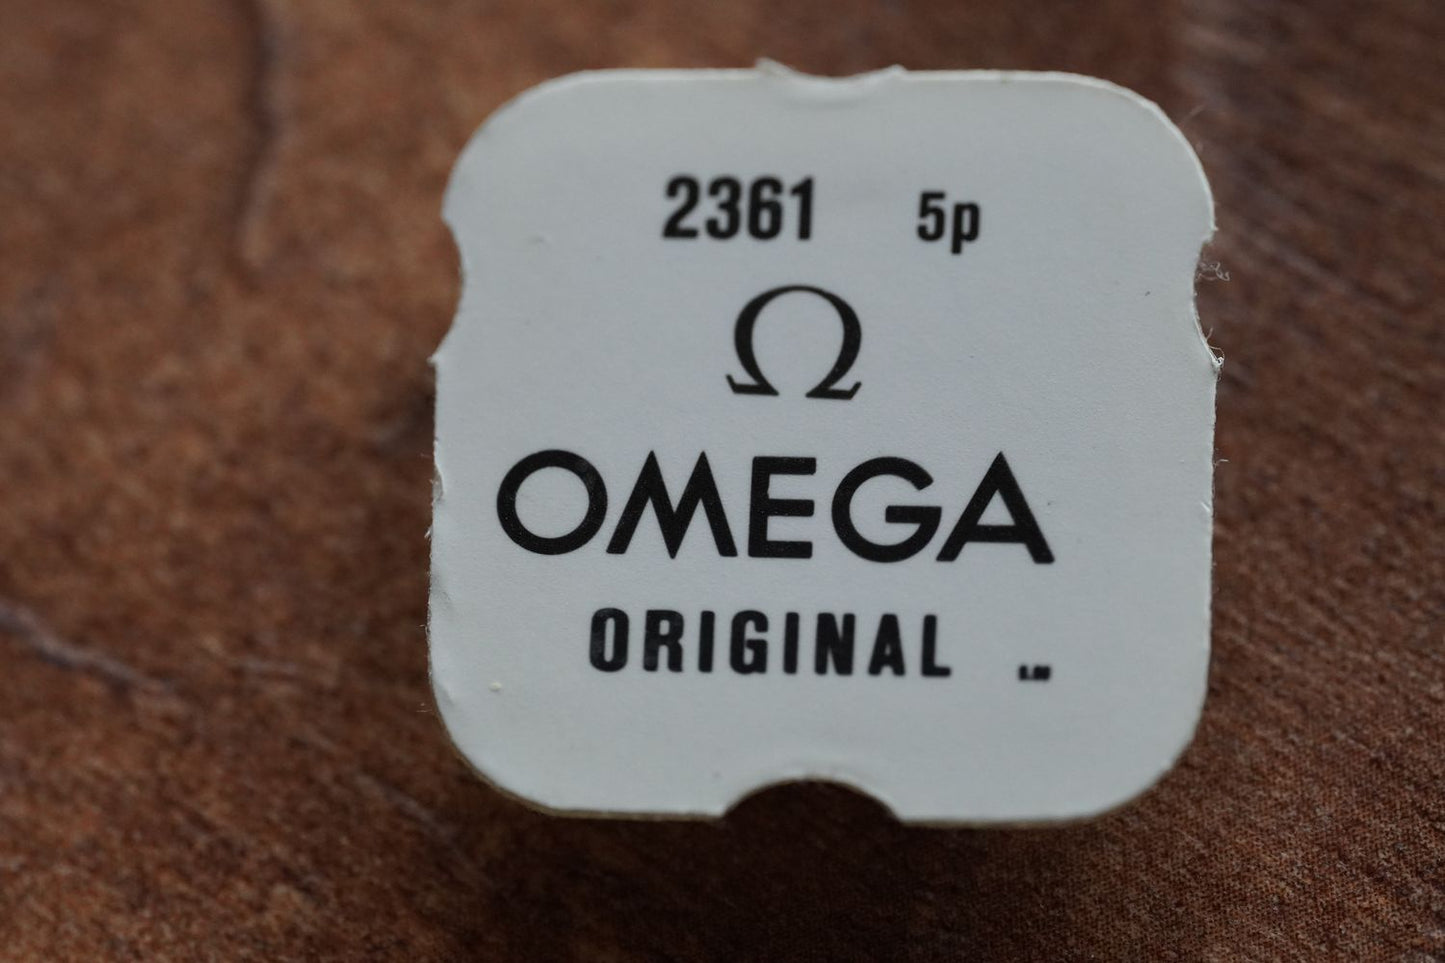 2361 5p
Ω
OMEGA
ORIGINAL